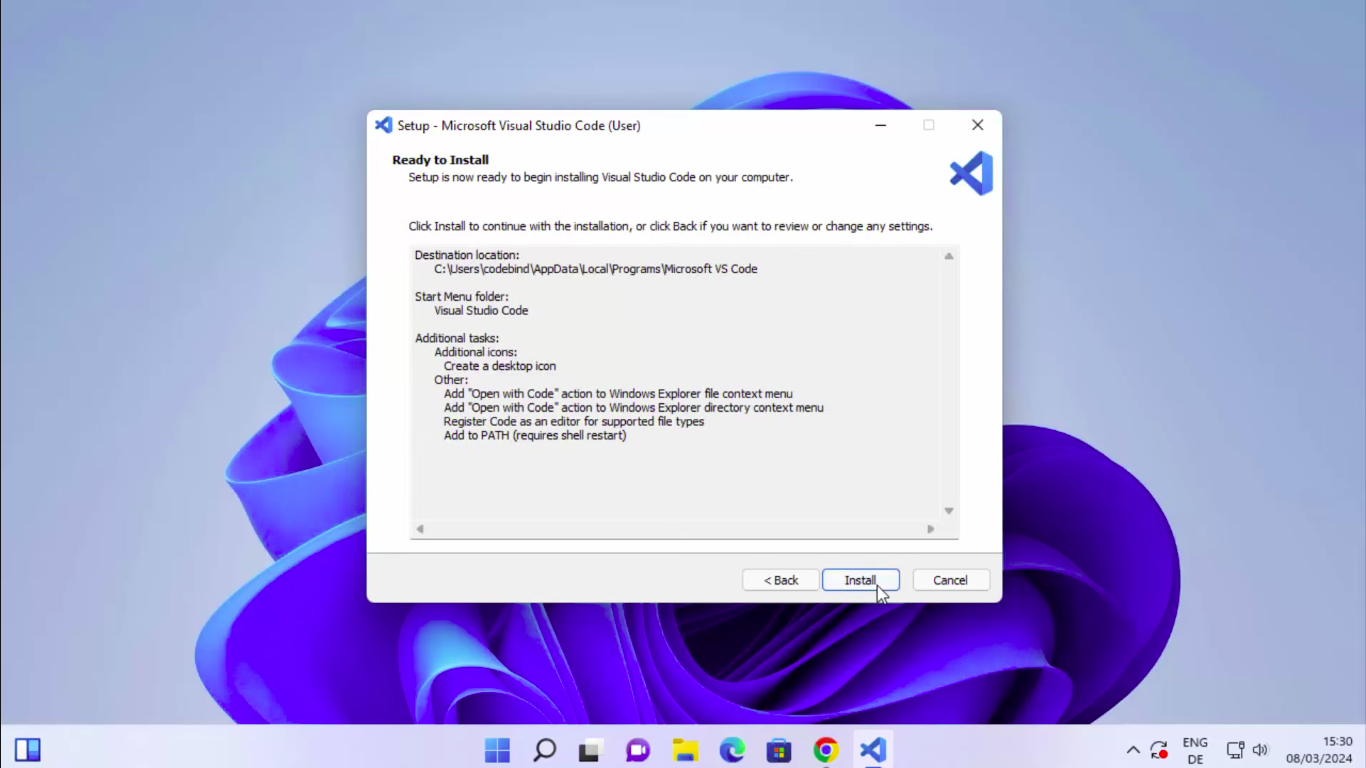 Setup - Microsoft Visual Studio Code (User)
Ready to Install
Setup is now ready to begin installing Visual Studio Code on your computer.
Click Install to continue with the installation, or click Back if you want to review or change any settings.
Destination location:
C:\Users\codebind\AppData\Local\Programs\Microsoft VS Code
Start Menu folder:
Visual Studio Code
Additional tasks:
Additional icons:
Create a desktop icon
Other:
Add "Open with Code" action to Windows Explorer file context menu
Add "Open with Code" action to Windows Explorer directory context menu
Register Code as an editor for supported file types
Add to PATH (requires shell restart)
< Back Install Cancel
ENG 15:30
DE 08/03/2024